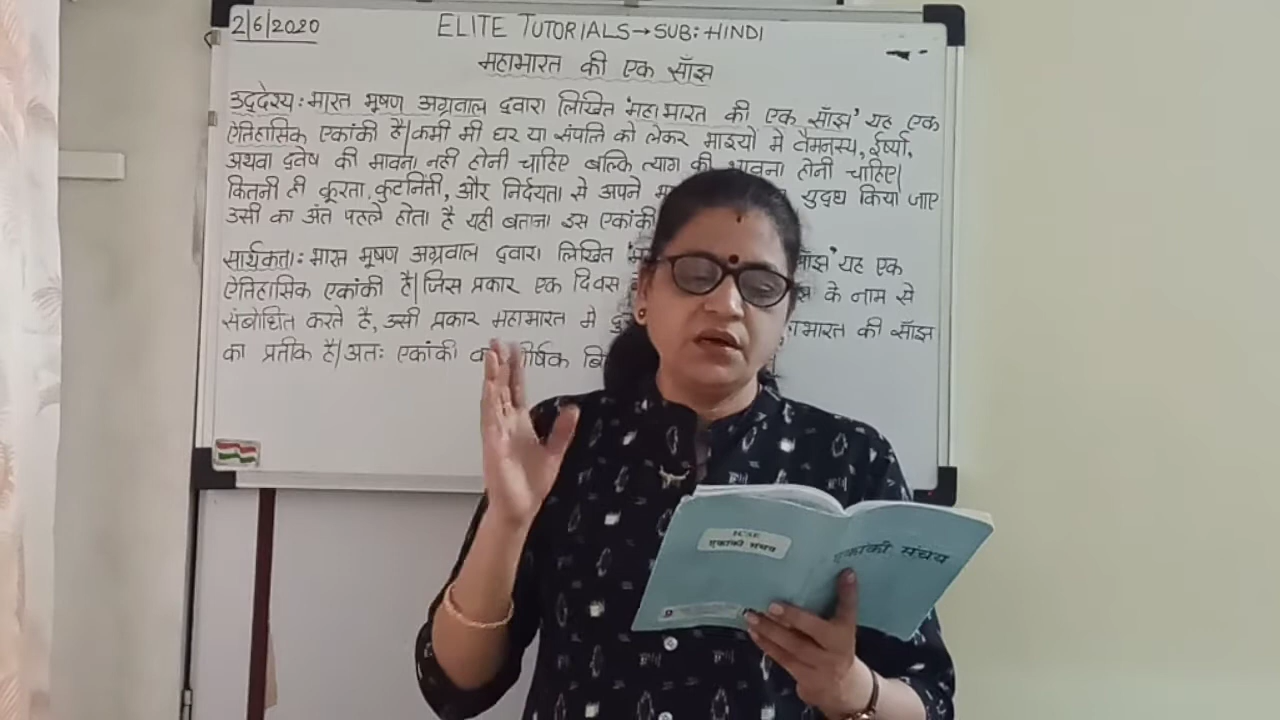 2/6/2020
ELITE TUTORIALS→SUB: HINDI
महाभारत की एक साँझ
उद्देश्य: भारत भूषण अग्रवाल द्वारा लिखित 'महाभारत की एक साँझ' यह एक
ऐतिहासिक एकांकी है|कभी भी घर या संपत्ति को लेकर भाइयों में वैमनस्य, ईर्ष्या,
अथवा द्वेष की भावना नही होनी चाहिए बल्कि त्याग की भावना होनी चाहिए|
कितनी ही क्रूरता, कुटनिती, और निर्दयता से अपने युद्ध किया जाए
उसी का अंत पहले होता है यही बताना इस एकांकी
सार्थकता: भारत भूषण अग्रवाल द्वारा लिखित साँझ' यह एक
ऐतिहासिक एकांकी है|जिस प्रकार एक दिवस के नाम से
संबोधित करते है, उसी प्रकार महाभारत मे महाभारत की साँझ
का प्रतीक है|अतः एकांकी का शीर्षक
ICSE
एकांकी संचय
एकांकी संचय